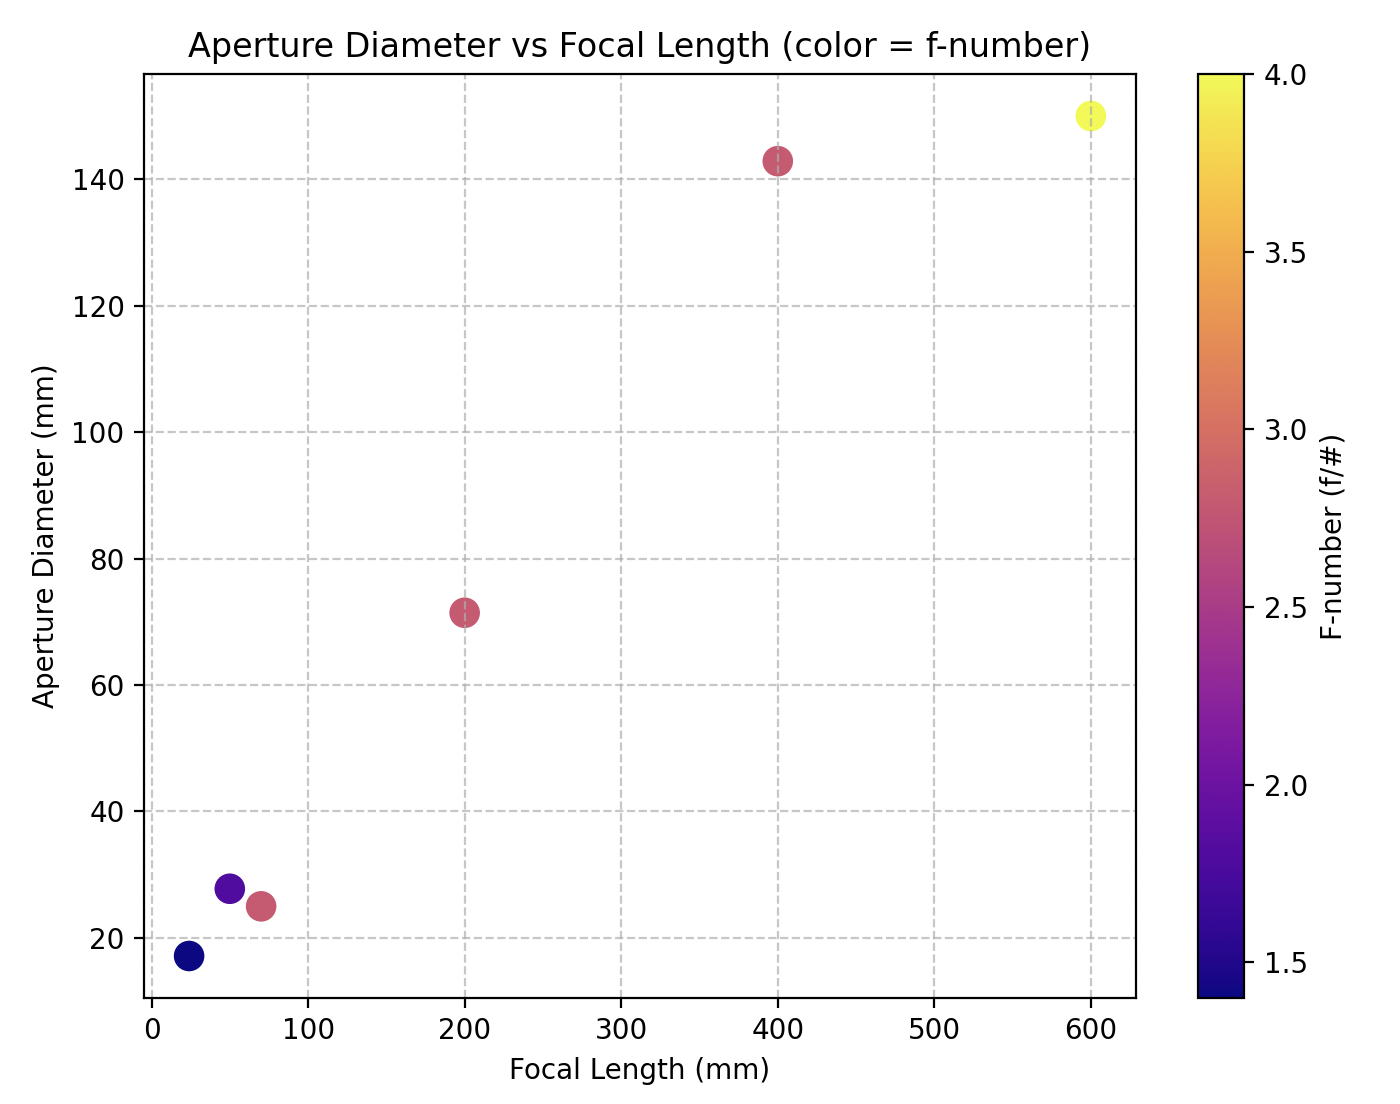 Aperture Diameter vs Focal Length (color = f-number)
Aperture Diameter (mm)
140
120
100
80
60
40
20
0 100 200 300 400 500 600
Focal Length (mm)
4.0
3.5
3.0
2.5
2.0
1.5
F-number (f/#)